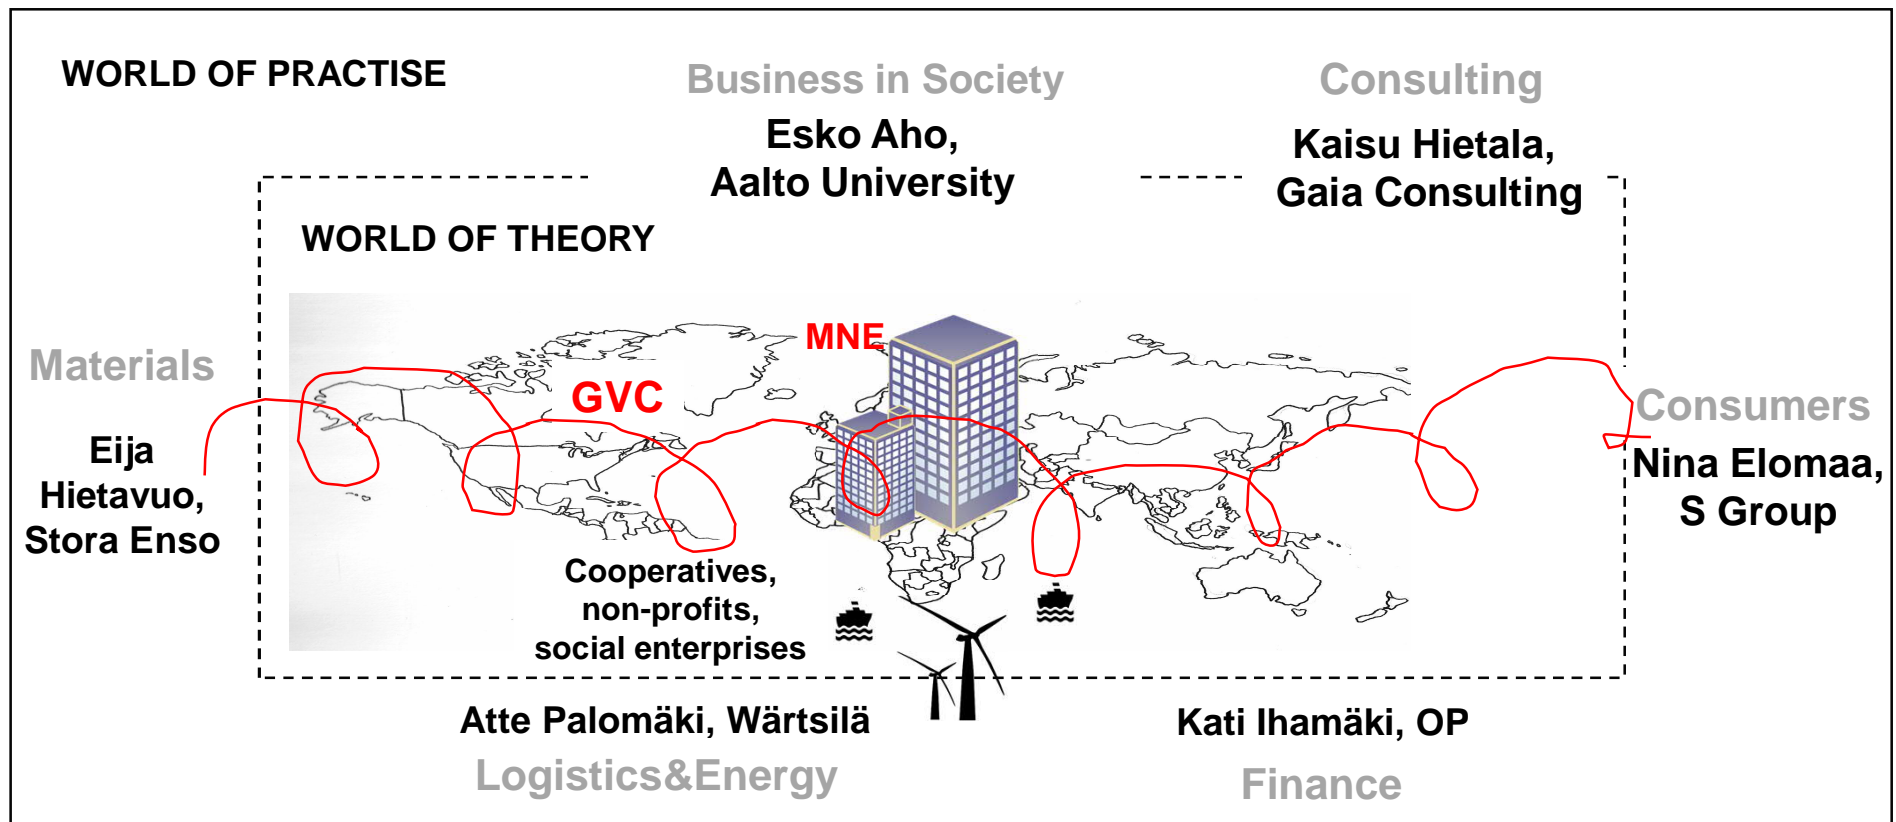 WORLD OF PRACTISE
Business in Society
Esko Aho,
Aalto University
Consulting
Kaisu Hietala,
Gaia Consulting
WORLD OF THEORY
Materials
Eija
Hietavuo,
Stora Enso
GVC
MNE
Consumers
Nina Elomaa,
S Group
Cooperatives,
non-profits,
social enterprises
Atte Palomäki, Wärtsilä
Logistics&Energy
Kati Ihamäki, OP
Finance